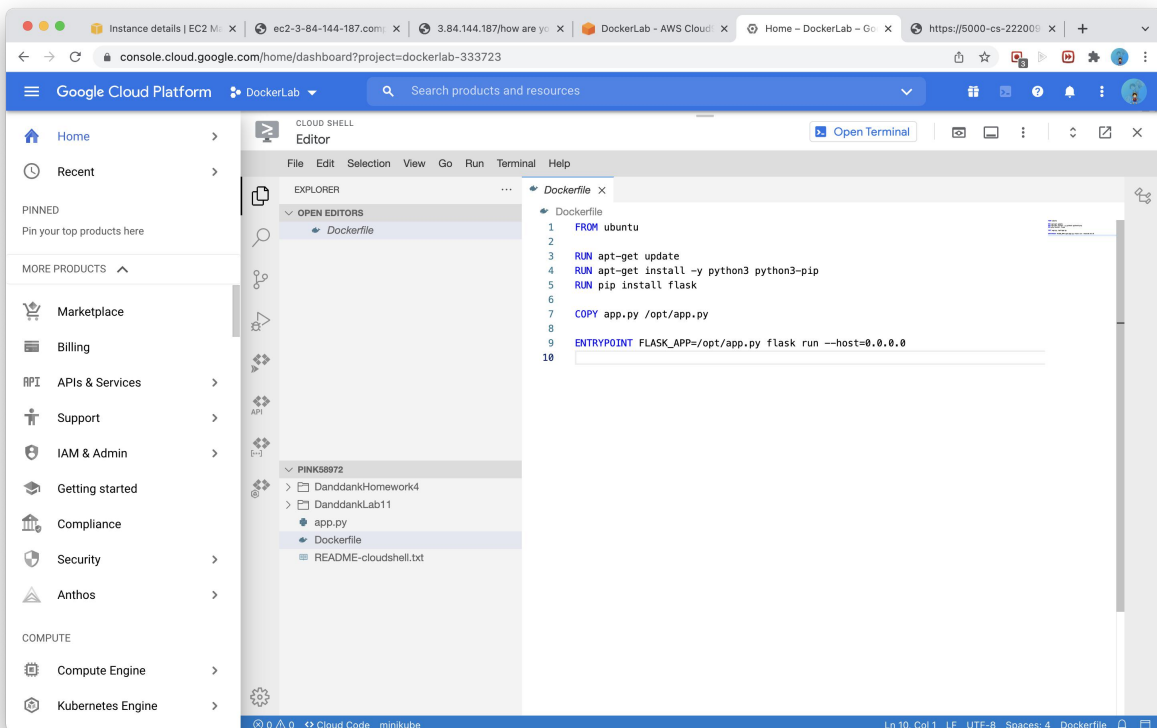 Instance details | EC2 Ma
ec2-3-84-144-187.comp
3.84.144.187/how are yo
DockerLab - AWS Cloud
Home – DockerLab – Go
https://5000-cs-222009
console.cloud.google.com/home/dashboard?project=dockerlab-333723
3
Google Cloud Platform
DockerLab
Search products and resources
Home
Recent
PINNED
Pin your top products here
MORE PRODUCTS
Marketplace
Billing
API APIs & Services
Support
IAM & Admin
Getting started
Compliance
Security
Anthos
COMPUTE
Compute Engine
Kubernetes Engine
CLOUD SHELL
Editor
Open Terminal
File Edit Selection View Go Run Terminal Help
EXPLORER
OPEN EDITORS
Dockerfile
API
PINK58972
DanddankHomework4
DanddankLab11
app.py
Dockerfile
README-cloudshell.txt
Dockerfile
Dockerfile
1 FROM ubuntu
2
3 RUN apt-get update
4 RUN apt-get install -y python3 python3-pip
5 RUN pip install flask
6
7 COPY app.py /opt/app.py
8
9 ENTRYPOINT FLASK_APP=/opt/app.py flask run --host=0.0.0.0
10
0 0 Cloud Code minikube
Ln 10, Col 1 LF UTF-8 Spaces: 4 Dockerfile